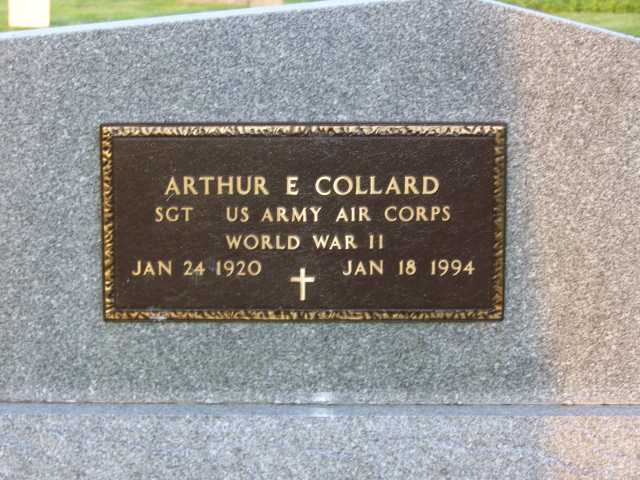 ARTHUR E COLLARD
SGT US ARMY AIR CORPS
WORLD WAR II
JAN 24 1920 JAN 18 1994